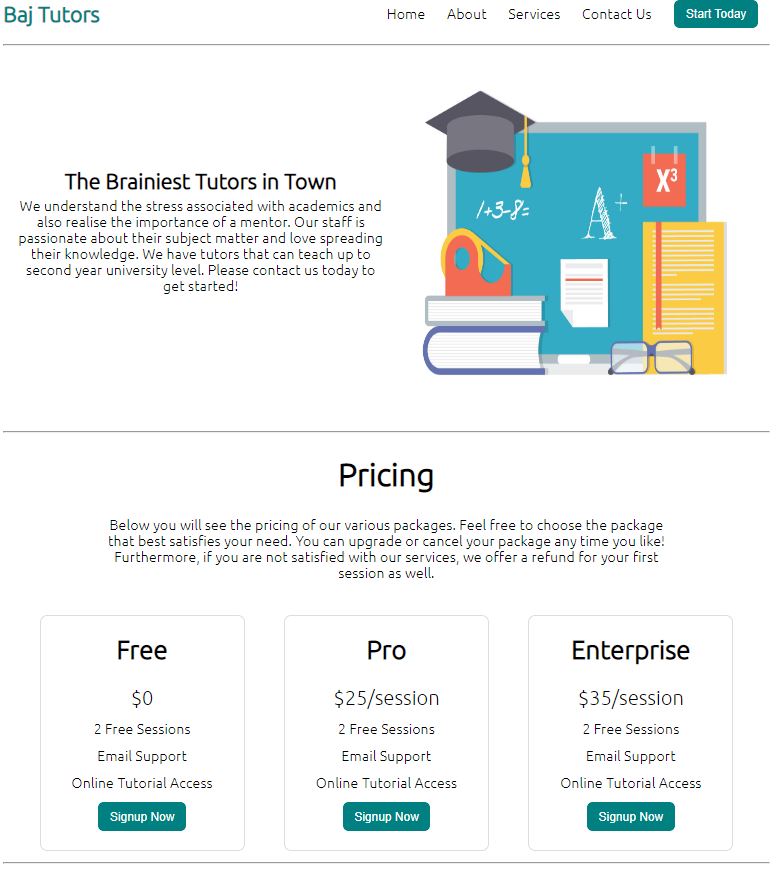 Baj Tutors
Home About Services Contact Us Start Today
The Brainiest Tutors in Town
We understand the stress associated with academics and
also realise the importance of a mentor. Our staff is
passionate about their subject matter and love spreading
their knowledge. We have tutors that can teach up to
second year university level. Please contact us today to
get started!
X³
1+3-8=
A+
Pricing
Below you will see the pricing of our various packages. Feel free to choose the package
that best satisfies your need. You can upgrade or cancel your package any time you like!
Furthermore, if you are not satisfied with our services, we offer a refund for your first
session as well.
Free
$0
2 Free Sessions
Email Support
Online Tutorial Access
Signup Now
Pro
$25/session
2 Free Sessions
Email Support
Online Tutorial Access
Signup Now
Enterprise
$35/session
2 Free Sessions
Email Support
Online Tutorial Access
Signup Now